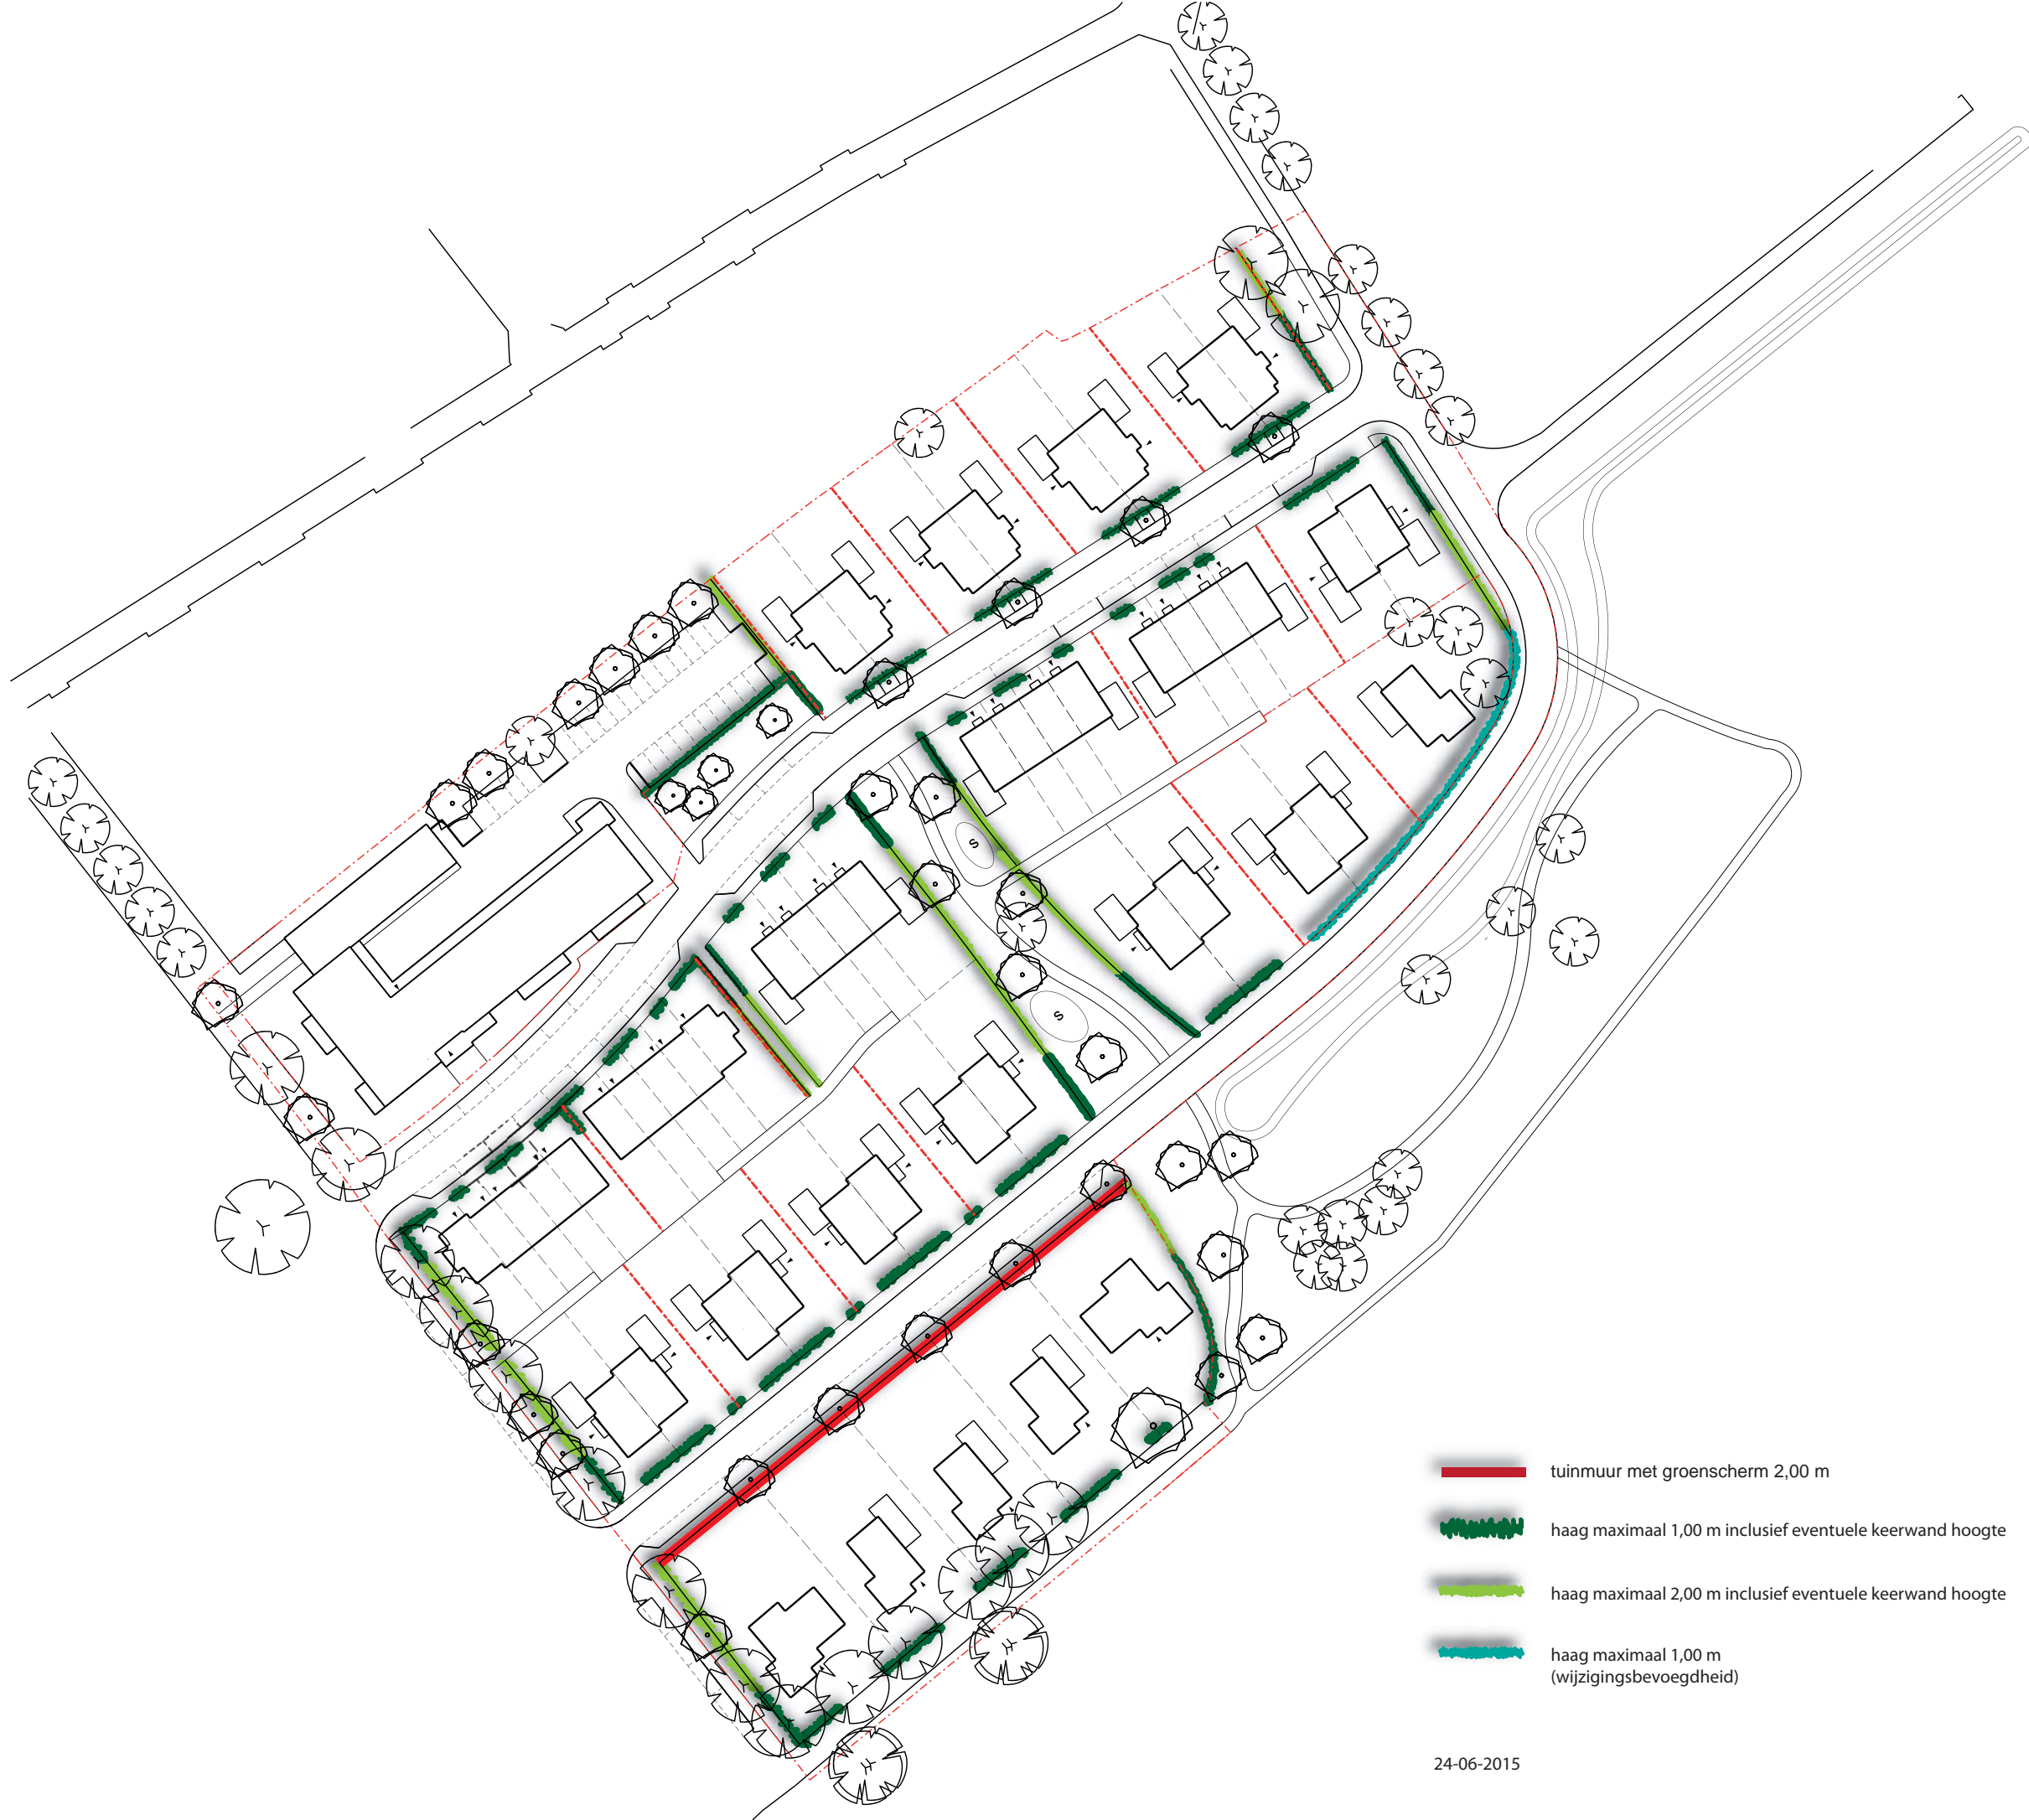 S
S
tuinmuur met groenscherm 2,00 m
haag maximaal 1,00 m inclusief eventuele keerwand hoogte
haag maximaal 2,00 m inclusief eventuele keerwand hoogte
haag maximaal 1,00 m
(wijzigingsbevoegdheid)
24-06-2015